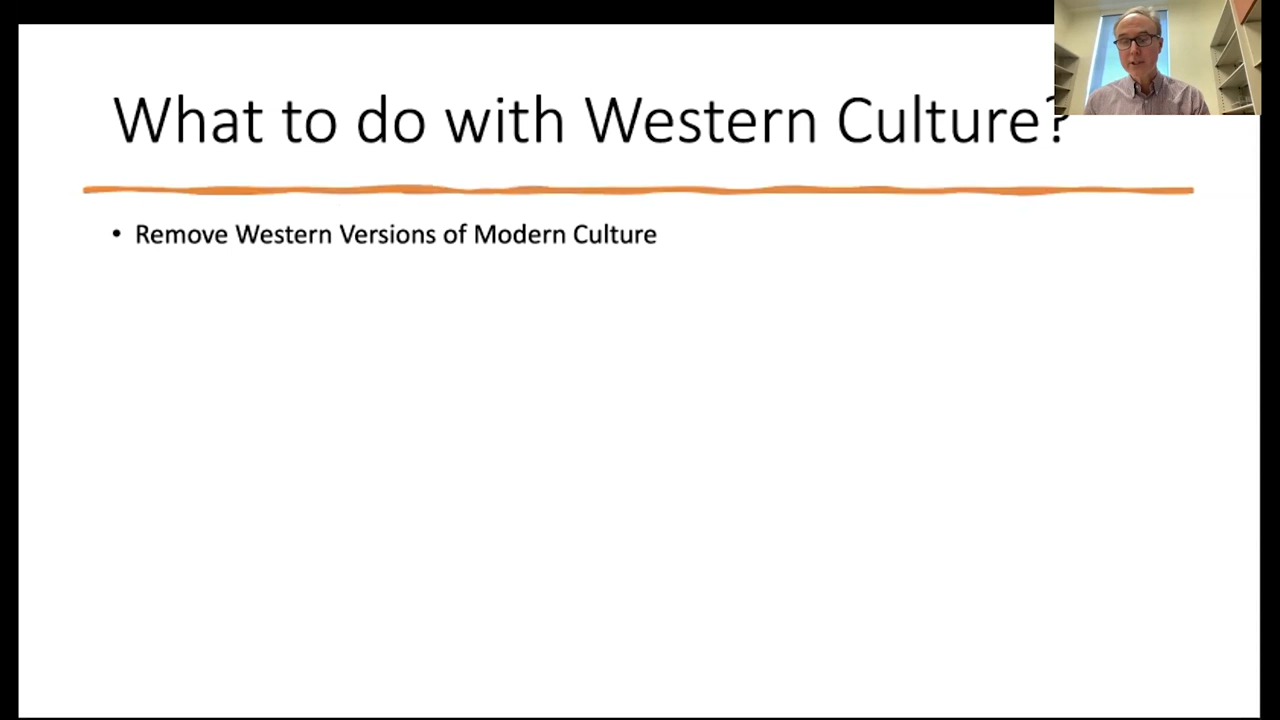 What to do with Western Culture?
• Remove Western Versions of Modern Culture